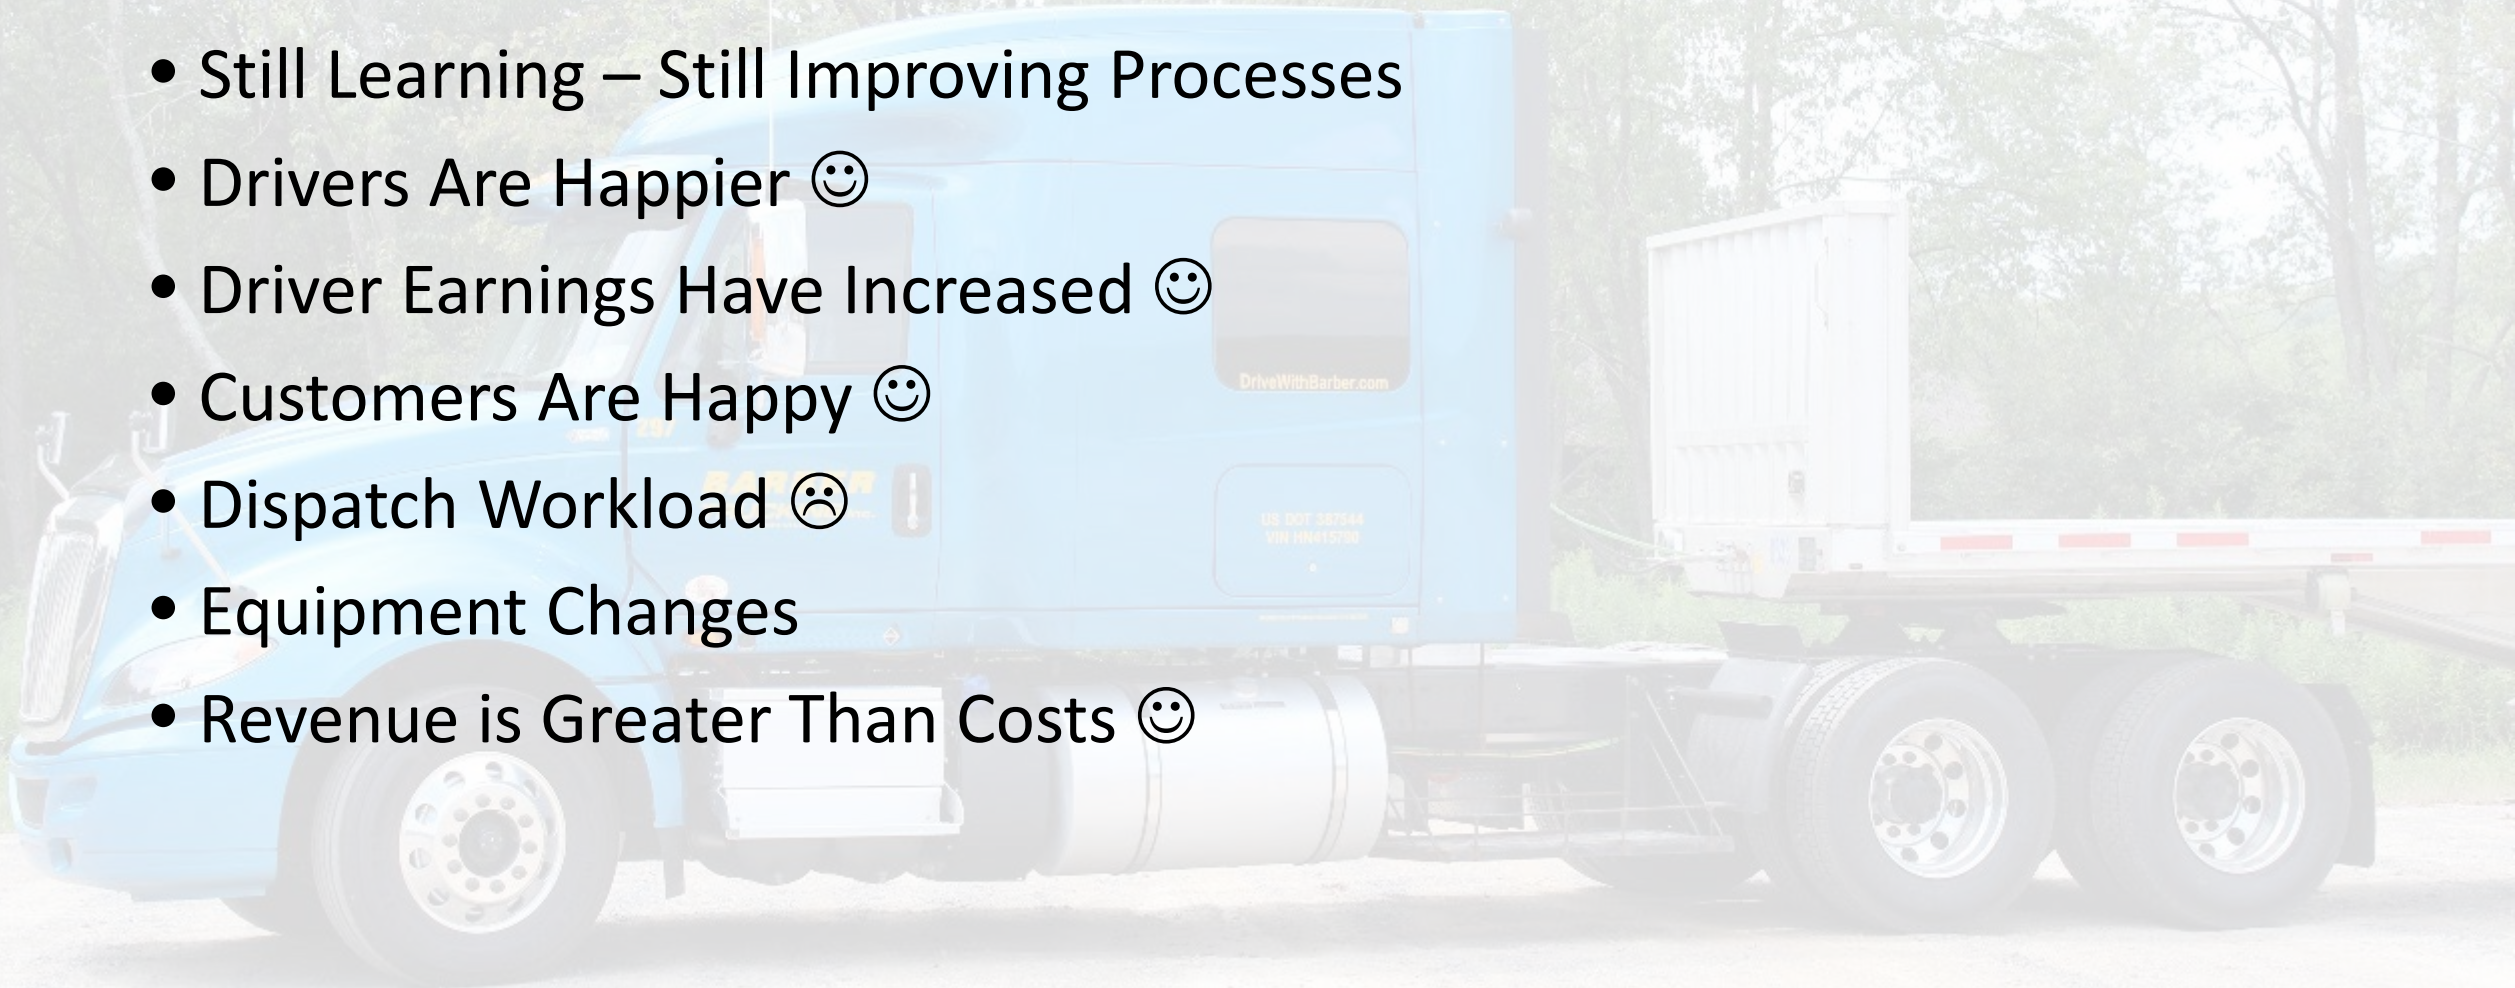 • Still Learning – Still Improving Processes
• Drivers Are Happier ☺
• Driver Earnings Have Increased ☺
• Customers Are Happy ☺
• Dispatch Workload ☹
• Equipment Changes
• Revenue is Greater Than Costs ☺
DriveWithBarber.com
297
US DOT 387544